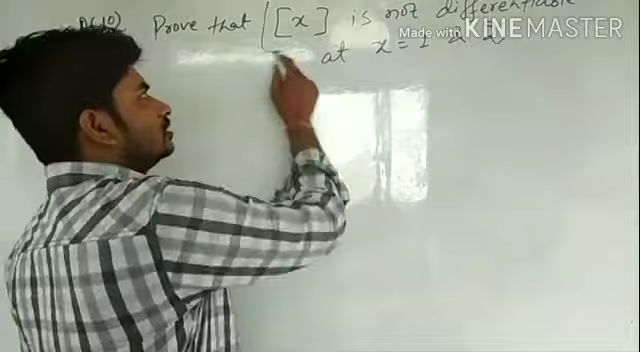 Prove that [x] is not differentiable
at x = 1
Made with KINEMASTER